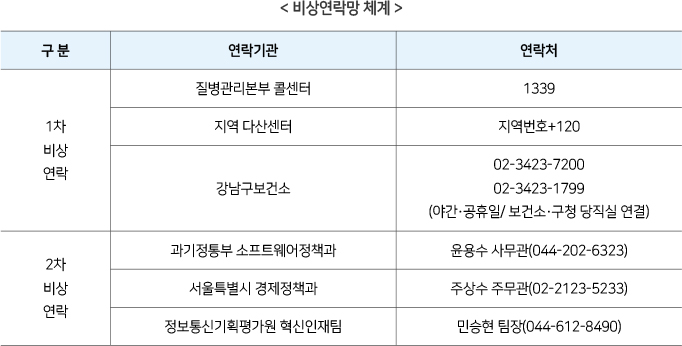 < 비상연락망 체계 >
구 분 연락기관 연락처
1차 비상 연락
질병관리본부 콜센터 1339
지역 다산센터 지역번호+120
강남구보건소 02-3423-7200
02-3423-1799
(야간·공휴일/ 보건소·구청 당직실 연결)
2차 비상 연락
과기정통부 소프트웨어정책과 윤용수 사무관(044-202-6323)
서울특별시 경제정책과 주상수 주무관(02-2123-5233)
정보통신기획평가원 혁신인재팀 민승현 팀장(044-612-8490)